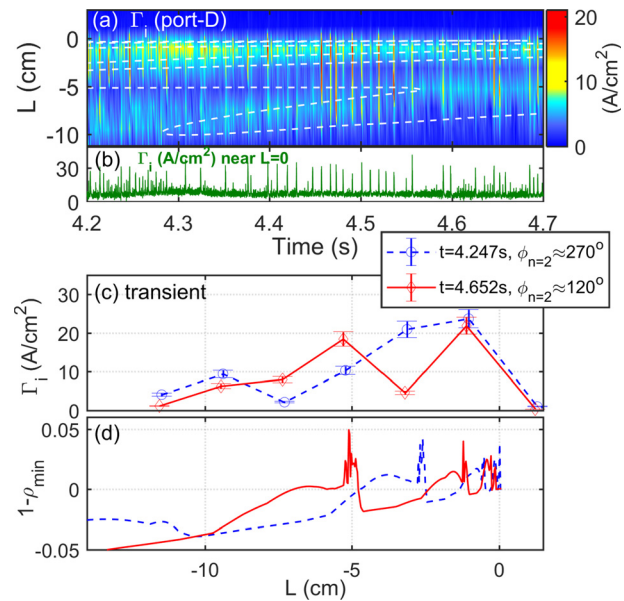 (a) Γi (port-D)
L (cm)
0
-5
-10
20
10
0
(A/cm²)
(b)
Γi (A/cm²) near L=0
30
0
4.2 4.3 4.4 4.5 4.6 4.7
Time (s)
t=4.247s, ϕn=2≈270°
t=4.652s, ϕn=2≈120°
(c) transient
Γi (A/cm²)
30
20
10
0
(d)
1-ρmin
0.05
0
-0.05
-10 -5 0
L (cm)